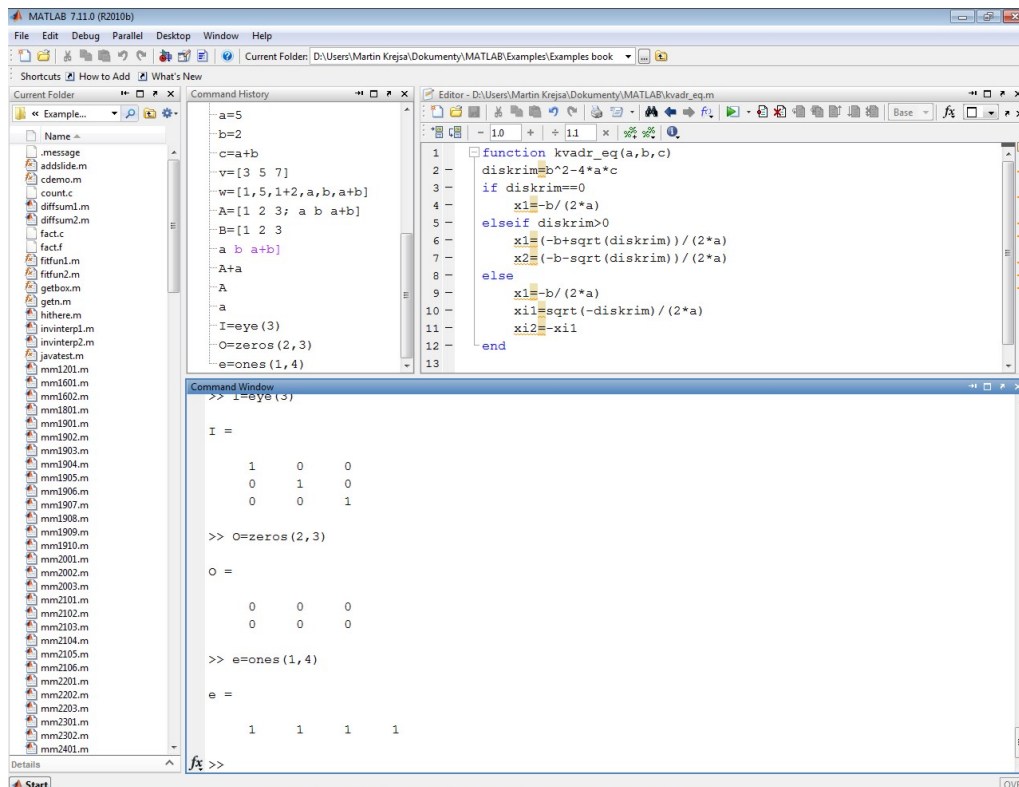 MATLAB 7.11.0 (R2010b)
File Edit Debug Parallel Desktop Window Help
Current Folder: D:\Users\Martin Krejsa\Dokumenty\MATLAB\Examples\Examples book
Shortcuts How to Add What's New
Current Folder
« Example...
Name
.message
addslide.m
cdemo.m
count.c
diffsum1.m
diffsum2.m
fact.c
fact.f
fitfun1.m
fitfun2.m
getbox.m
getn.m
hithere.m
invinterp1.m
invinterp2.m
javatest.m
mm1201.m
mm1601.m
mm1602.m
mm1801.m
mm1901.m
mm1902.m
mm1903.m
mm1904.m
mm1905.m
mm1906.m
mm1907.m
mm1908.m
mm1909.m
mm1910.m
mm2001.m
mm2002.m
mm2003.m
mm2101.m
mm2102.m
mm2103.m
mm2104.m
mm2105.m
mm2106.m
mm2201.m
mm2202.m
mm2203.m
mm2301.m
mm2302.m
mm2401.m
Details
Command History
a=5
b=2
c=a+b
v=[3 5 7]
w=[1,5,1+2,a,b,a+b]
A=[1 2 3; a b a+b]
B=[1 2 3
a b a+b]
A+a
A
a
I=eye(3)
O=zeros(2,3)
e=ones(1,4)
Editor - D:\Users\Martin Krejsa\Dokumenty\MATLAB\kvadr_eq.m
Base fx
- 1.0 + ÷ 1.1 ×
1 function kvadr_eq(a,b,c)
2 - diskrim=b^2-4*a*c
3 - if diskrim==0
4 - x1=-b/(2*a)
5 - elseif diskrim>0
6 - x1=(-b+sqrt(diskrim))/(2*a)
7 - x2=(-b-sqrt(diskrim))/(2*a)
8 - else
9 - x1=-b/(2*a)
10 - xi1=sqrt(-diskrim)/(2*a)
11 - xi2=-xi1
12 - end
13
Command Window
>> I=eye(3)
I =
1 0 0
0 1 0
0 0 1
>> O=zeros(2,3)
O =
0 0 0
0 0 0
>> e=ones(1,4)
e =
1 1 1 1
fx >>
Start
OVR